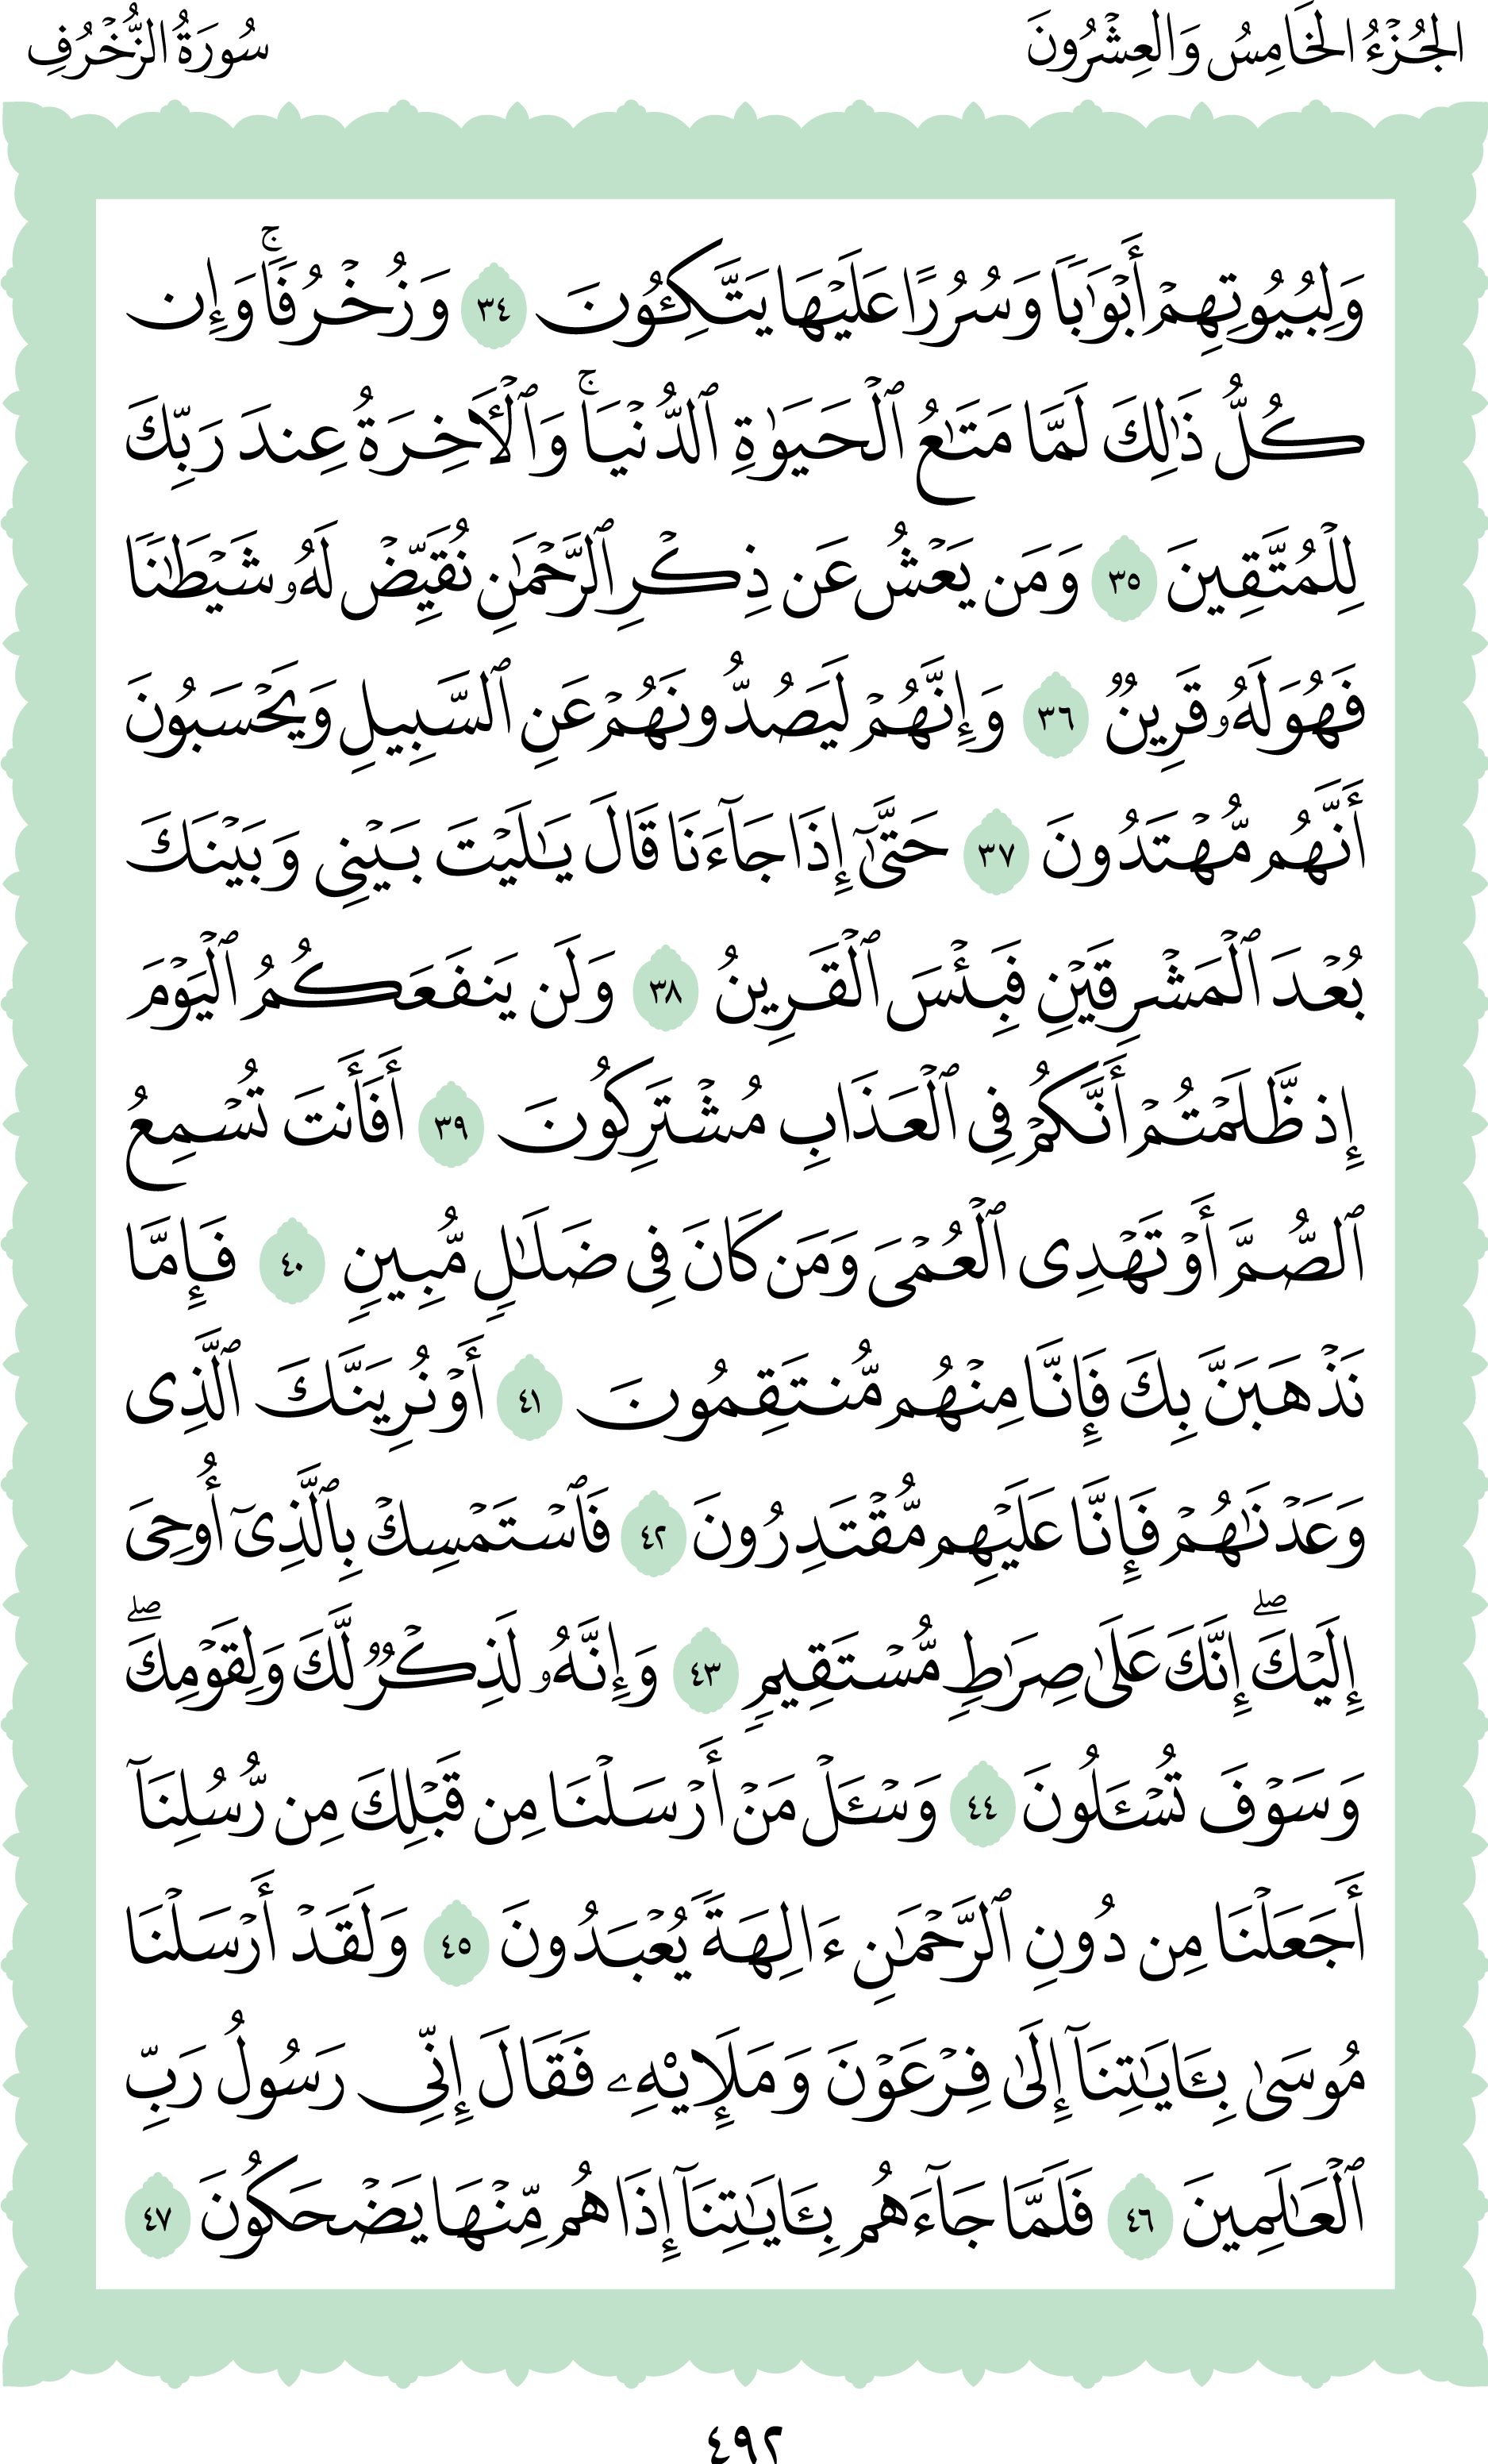 الجُزْءُ الخَامِسُ وَالعِشْرُونَ
سُورَةُ الزُّخْرُفِ
وَلِبُيُوتِهِمْ أَبْوَٰبًا وَسُرُرًا عَلَيْهَا يَتَّكِـُٔونَ ٣٤ وَزُخْرُفًا ۚ وَإِن
كُلُّ ذَٰلِكَ لَمَّا مَتَـٰعُ ٱلْحَيَوٰةِ ٱلدُّنْيَا ۚ وَٱلْـَٔاخِرَةُ عِندَ رَبِّكَ
لِلْمُتَّقِينَ ٣٥ وَمَن يَعْشُ عَن ذِكْرِ ٱلرَّحْمَـٰنِ نُقَيِّضْ لَهُۥ شَيْطَـٰنًا
فَهُوَ لَهُۥ قَرِينٌ ٣٦ وَإِنَّهُمْ لَيَصُدُّونَهُمْ عَنِ ٱلسَّبِيلِ وَيَحْسَبُونَ
أَنَّهُم مُّهْتَدُونَ ٣٧ حَتَّىٰٓ إِذَا جَآءَنَا قَالَ يَـٰلَيْتَ بَيْنِى وَبَيْنَكَ
بُعْدَ ٱلْمَشْرِقَيْنِ فَبِئْسَ ٱلْقَرِينُ ٣٨ وَلَن يَنفَعَكُمُ ٱلْيَوْمَ
إِذ ظَّلَمْتُمْ أَنَّكُمْ فِى ٱلْعَذَابِ مُشْتَرِكُونَ ٣٩ أَفَأَنتَ تُسْمِعُ
ٱلصُّمَّ أَوْ تَهْدِى ٱلْعُمْىَ وَمَن كَانَ فِى ضَلَـٰلٍ مُّبِينٍ ٤٠ فَإِمَّا
نَذْهَبَنَّ بِكَ فَإِنَّا مِنْهُم مُّنتَقِمُونَ ٤١ أَوْ نُرِيَنَّكَ ٱلَّذِى
وَعَدْنَـٰهُمْ فَإِنَّا عَلَيْهِم مُّقْتَدِرُونَ ٤٢ فَٱسْتَمْسِكْ بِٱلَّذِىٓ أُوحِىَ
إِلَيْكَ ۖ إِنَّكَ عَلَىٰ صِرَٰطٍ مُّسْتَقِيمٍ ٤٣ وَإِنَّهُۥ لَذِكْرٌ لَّكَ وَلِقَوْمِكَ ۖ
وَسَوْفَ تُسْـَٔلُونَ ٤٤ وَسْـَٔلْ مَنْ أَرْسَلْنَا مِن قَبْلِكَ مِن رُّسُلِنَآ
أَجَعَلْنَا مِن دُونِ ٱلرَّحْمَـٰنِ ءَالِهَةً يُعْبَدُونَ ٤٥ وَلَقَدْ أَرْسَلْنَا
مُوسَىٰ بِـَٔايَـٰتِنَآ إِلَىٰ فِرْعَوْنَ وَمَلَإِي۟هِۦ فَقَالَ إِنِّى رَسُولُ رَبِّ
ٱلْعَـٰلَمِينَ ٤٦ فَلَمَّا جَآءَهُم بِـَٔايَـٰتِنَآ إِذَا هُم مِّنْهَا يَضْحَكُونَ ٤٧
٤٩٢